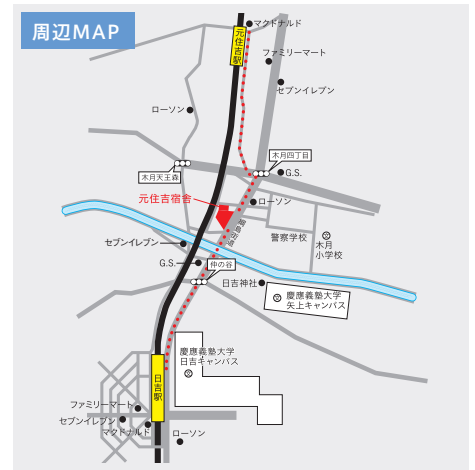 周辺MAP
マクドナルド
元住吉駅
ファミリーマート
セブンイレブン
ローソン
木月四丁目
木月天王森
G.S.
元住吉宿舎
ローソン
綱島街道
警察学校
木月
小学校
セブンイレブン
G.S.
仲の谷
日吉神社
慶應義塾大学
矢上キャンパス
慶應義塾大学
日吉キャンパス
日吉駅
ファミリーマート
セブンイレブン
マクドナルド
ローソン